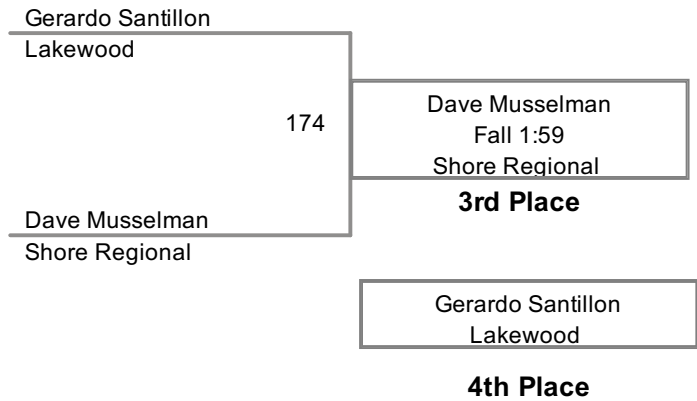 Gerardo Santillon
Lakewood
174
Dave Musselman
Fall 1:59
Shore Regional
3rd Place
Dave Musselman
Shore Regional
Gerardo Santillon
Lakewood
4th Place